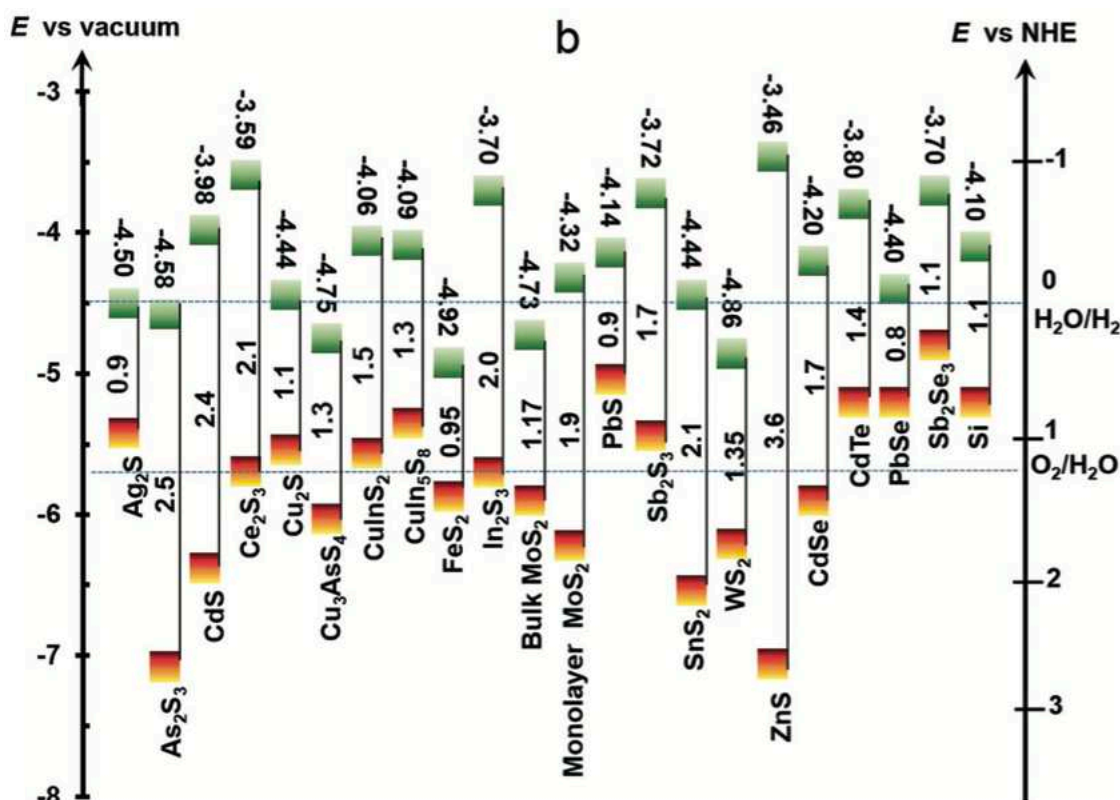 E vs vacuum
b
E vs NHE
-3
-4
-5
-6
-7
-8
-1
0
H₂O/H₂
1
O₂/H₂O
2
3
-4.50
0.9
Ag₂S
-4.58
2.5
As₂S₃
-3.98
2.4
CdS
-3.59
2.1
Ce₂S₃
-4.44
1.1
Cu₂S
-4.75
1.3
Cu₃AsS₄
-4.06
1.5
CuInS₂
-4.09
1.3
CuIn₅S₈
-4.92
0.95
FeS₂
-3.70
2.0
In₂S₃
-4.73
1.17
Bulk MoS₂
-4.32
1.9
Monolayer MoS₂
-4.14
0.9
PbS
-3.72
1.7
Sb₂S₃
-4.44
2.1
SnS₂
-4.86
1.35
WS₂
-3.46
3.6
ZnS
-4.20
1.7
CdSe
-3.80
1.4
CdTe
-4.40
0.8
PbSe
-3.70
1.1
Sb₂Se₃
-4.10
1.1
Si